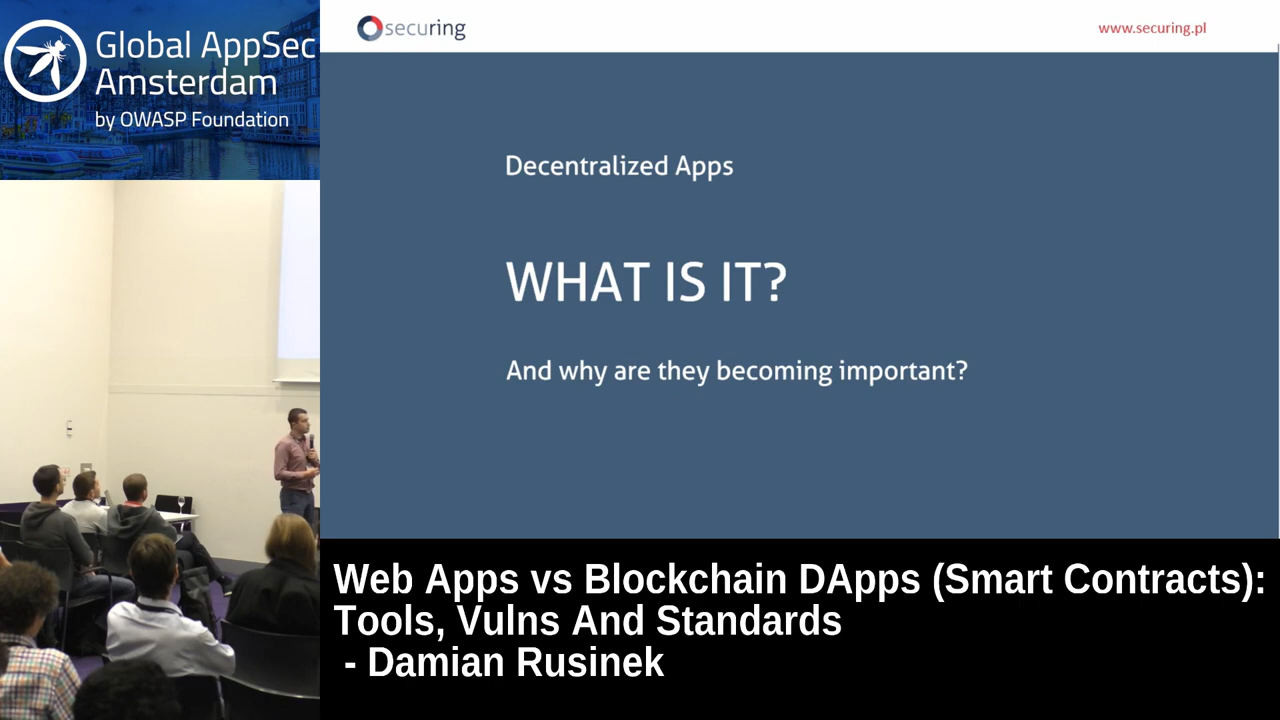 Global AppSec
Amsterdam
by OWASP Foundation
securing
www.securing.pl
Decentralized Apps
WHAT IS IT?
And why are they becoming important?
Web Apps vs Blockchain DApps (Smart Contracts):
Tools, Vulns And Standards
- Damian Rusinek